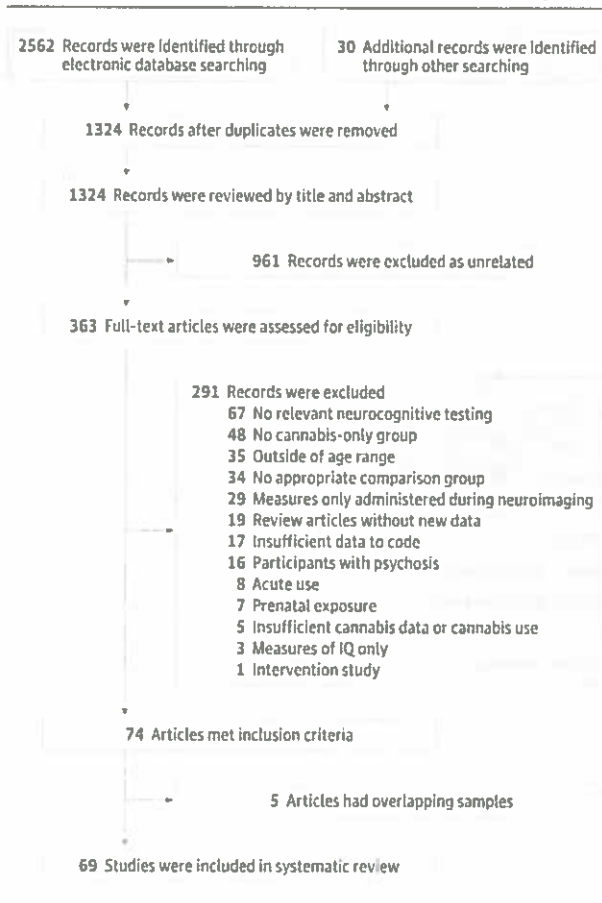 2562 Records were identified through
electronic database searching
30 Additional records were identified
through other searching
1324 Records after duplicates were removed
1324 Records were reviewed by title and abstract
961 Records were excluded as unrelated
363 Full-text articles were assessed for eligibility
291 Records were excluded
67 No relevant neurocognitive testing
48 No cannabis-only group
35 Outside of age range
34 No appropriate comparison group
29 Measures only administered during neuroimaging
19 Review articles without new data
17 Insufficient data to code
16 Participants with psychosis
8 Acute use
7 Prenatal exposure
5 Insufficient cannabis data or cannabis use
3 Measures of IQ only
1 Intervention study
74 Articles met inclusion criteria
5 Articles had overlapping samples
69 Studies were included in systematic review